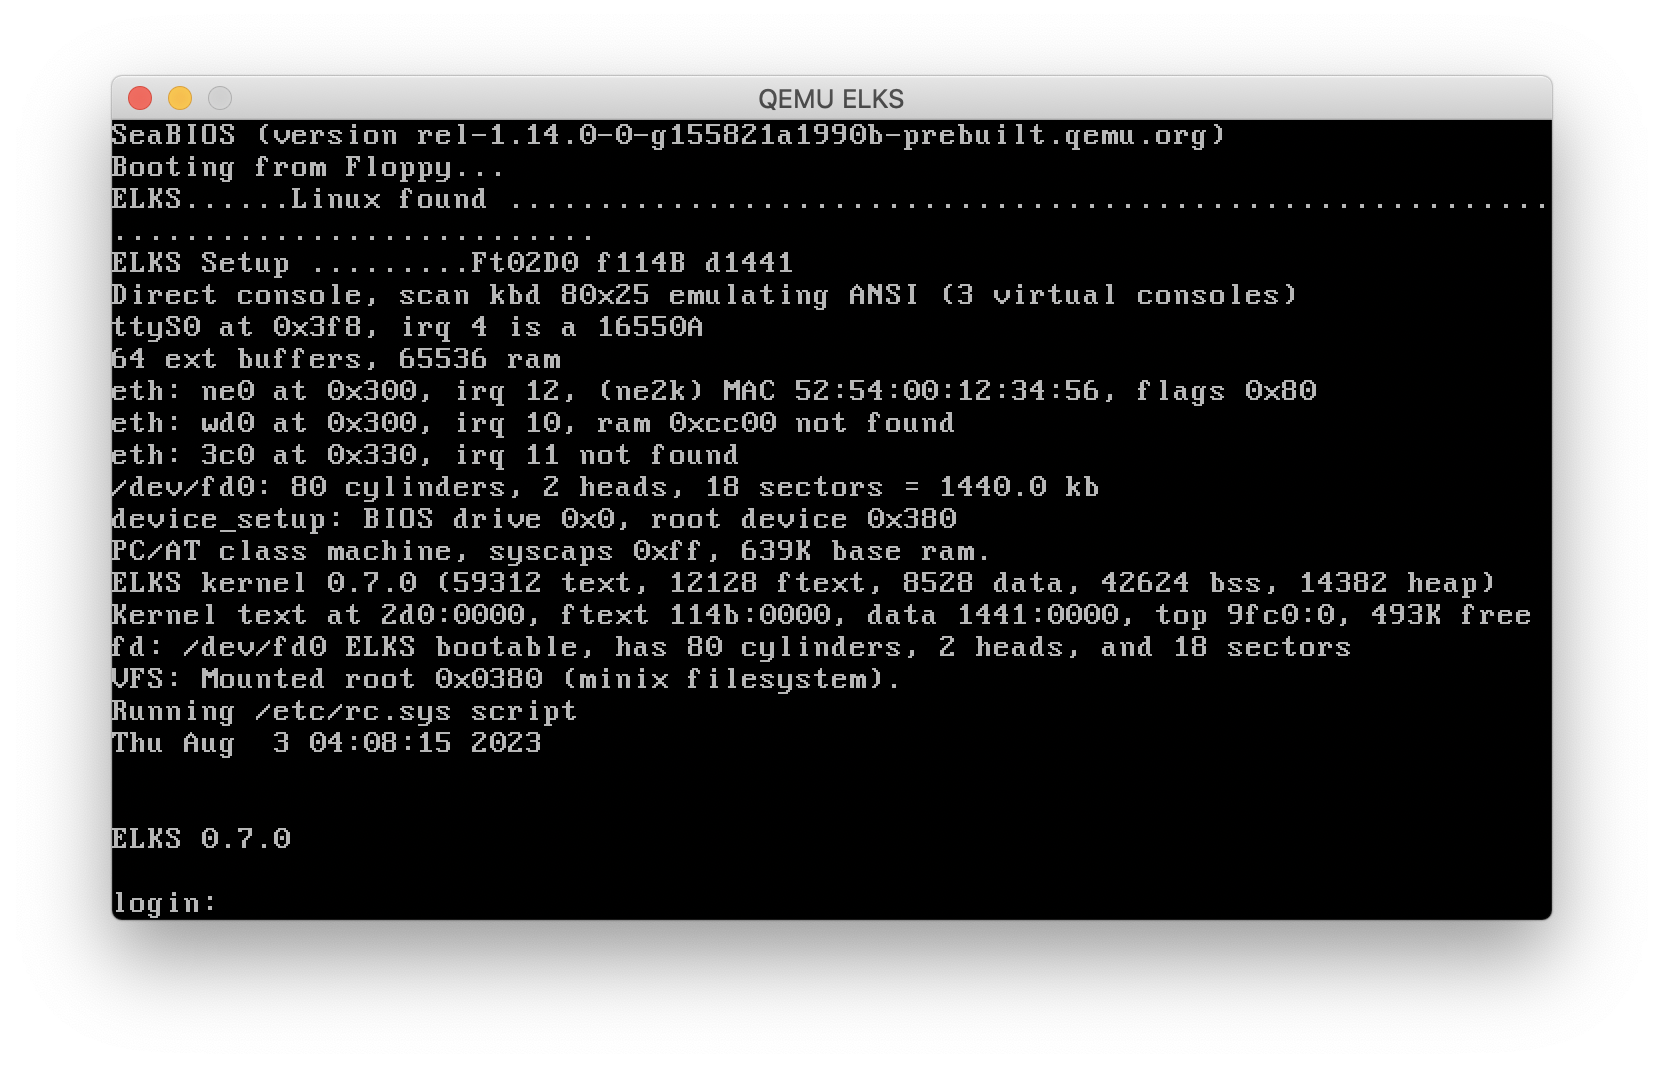 QEMU ELKS
SeaBIOS (version rel-1.14.0-0-g155821a1990b-prebuilt.qemu.org)
Booting from Floppy...
ELKS......Linux found ..........................................................
...........................
ELKS Setup .........Ft02D0 f114B d1441
Direct console, scan kbd 80x25 emulating ANSI (3 virtual consoles)
ttyS0 at 0x3f8, irq 4 is a 16550A
64 ext buffers, 65536 ram
eth: ne0 at 0x300, irq 12, (ne2k) MAC 52:54:00:12:34:56, flags 0x80
eth: wd0 at 0x300, irq 10, ram 0xcc00 not found
eth: 3c0 at 0x330, irq 11 not found
/dev/fd0: 80 cylinders, 2 heads, 18 sectors = 1440.0 kb
device_setup: BIOS drive 0x0, root device 0x380
PC/AT class machine, syscaps 0xff, 639K base ram.
ELKS kernel 0.7.0 (59312 text, 12128 ftext, 8528 data, 42624 bss, 14382 heap)
Kernel text at 2d0:0000, ftext 114b:0000, data 1441:0000, top 9fc0:0, 493K free
fd: /dev/fd0 ELKS bootable, has 80 cylinders, 2 heads, and 18 sectors
VFS: Mounted root 0x0380 (minix filesystem).
Running /etc/rc.sys script
Thu Aug  3 04:08:15 2023
ELKS 0.7.0
login: